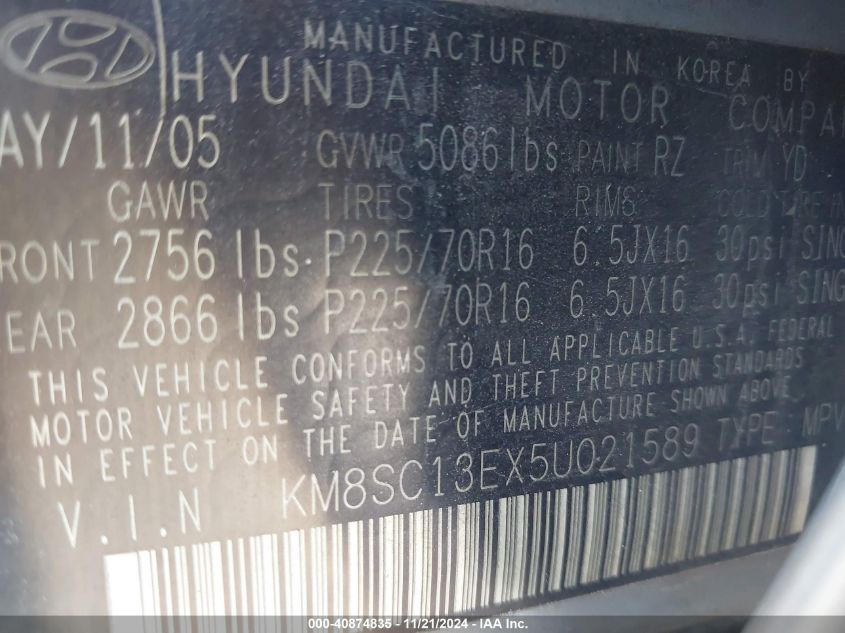 MANUFACTURED IN KOREA BY
HYUNDAI MOTOR COMPA
AY/11/05 GVWR 5086 lbs PAINT RZ TRIM YD
GAWR TIRES RIMS COLD TIRE
RONT 2756 lbs P225/70R16 6.5JX16 30psi SING
EAR 2866 lbs P225/70R16 6.5JX16 30psi SING
THIS VEHICLE CONFORMS TO ALL APPLICABLE U.S.A. FEDERAL
MOTOR VEHICLE SAFETY AND THEFT PREVENTION STANDARDS
IN EFFECT ON THE DATE OF MANUFACTURE SHOWN ABOVE.
V.I.N KM8SC13EX5U021589 TYPE MPV
000-40874835 - 11/21/2024 - IAA, Inc.